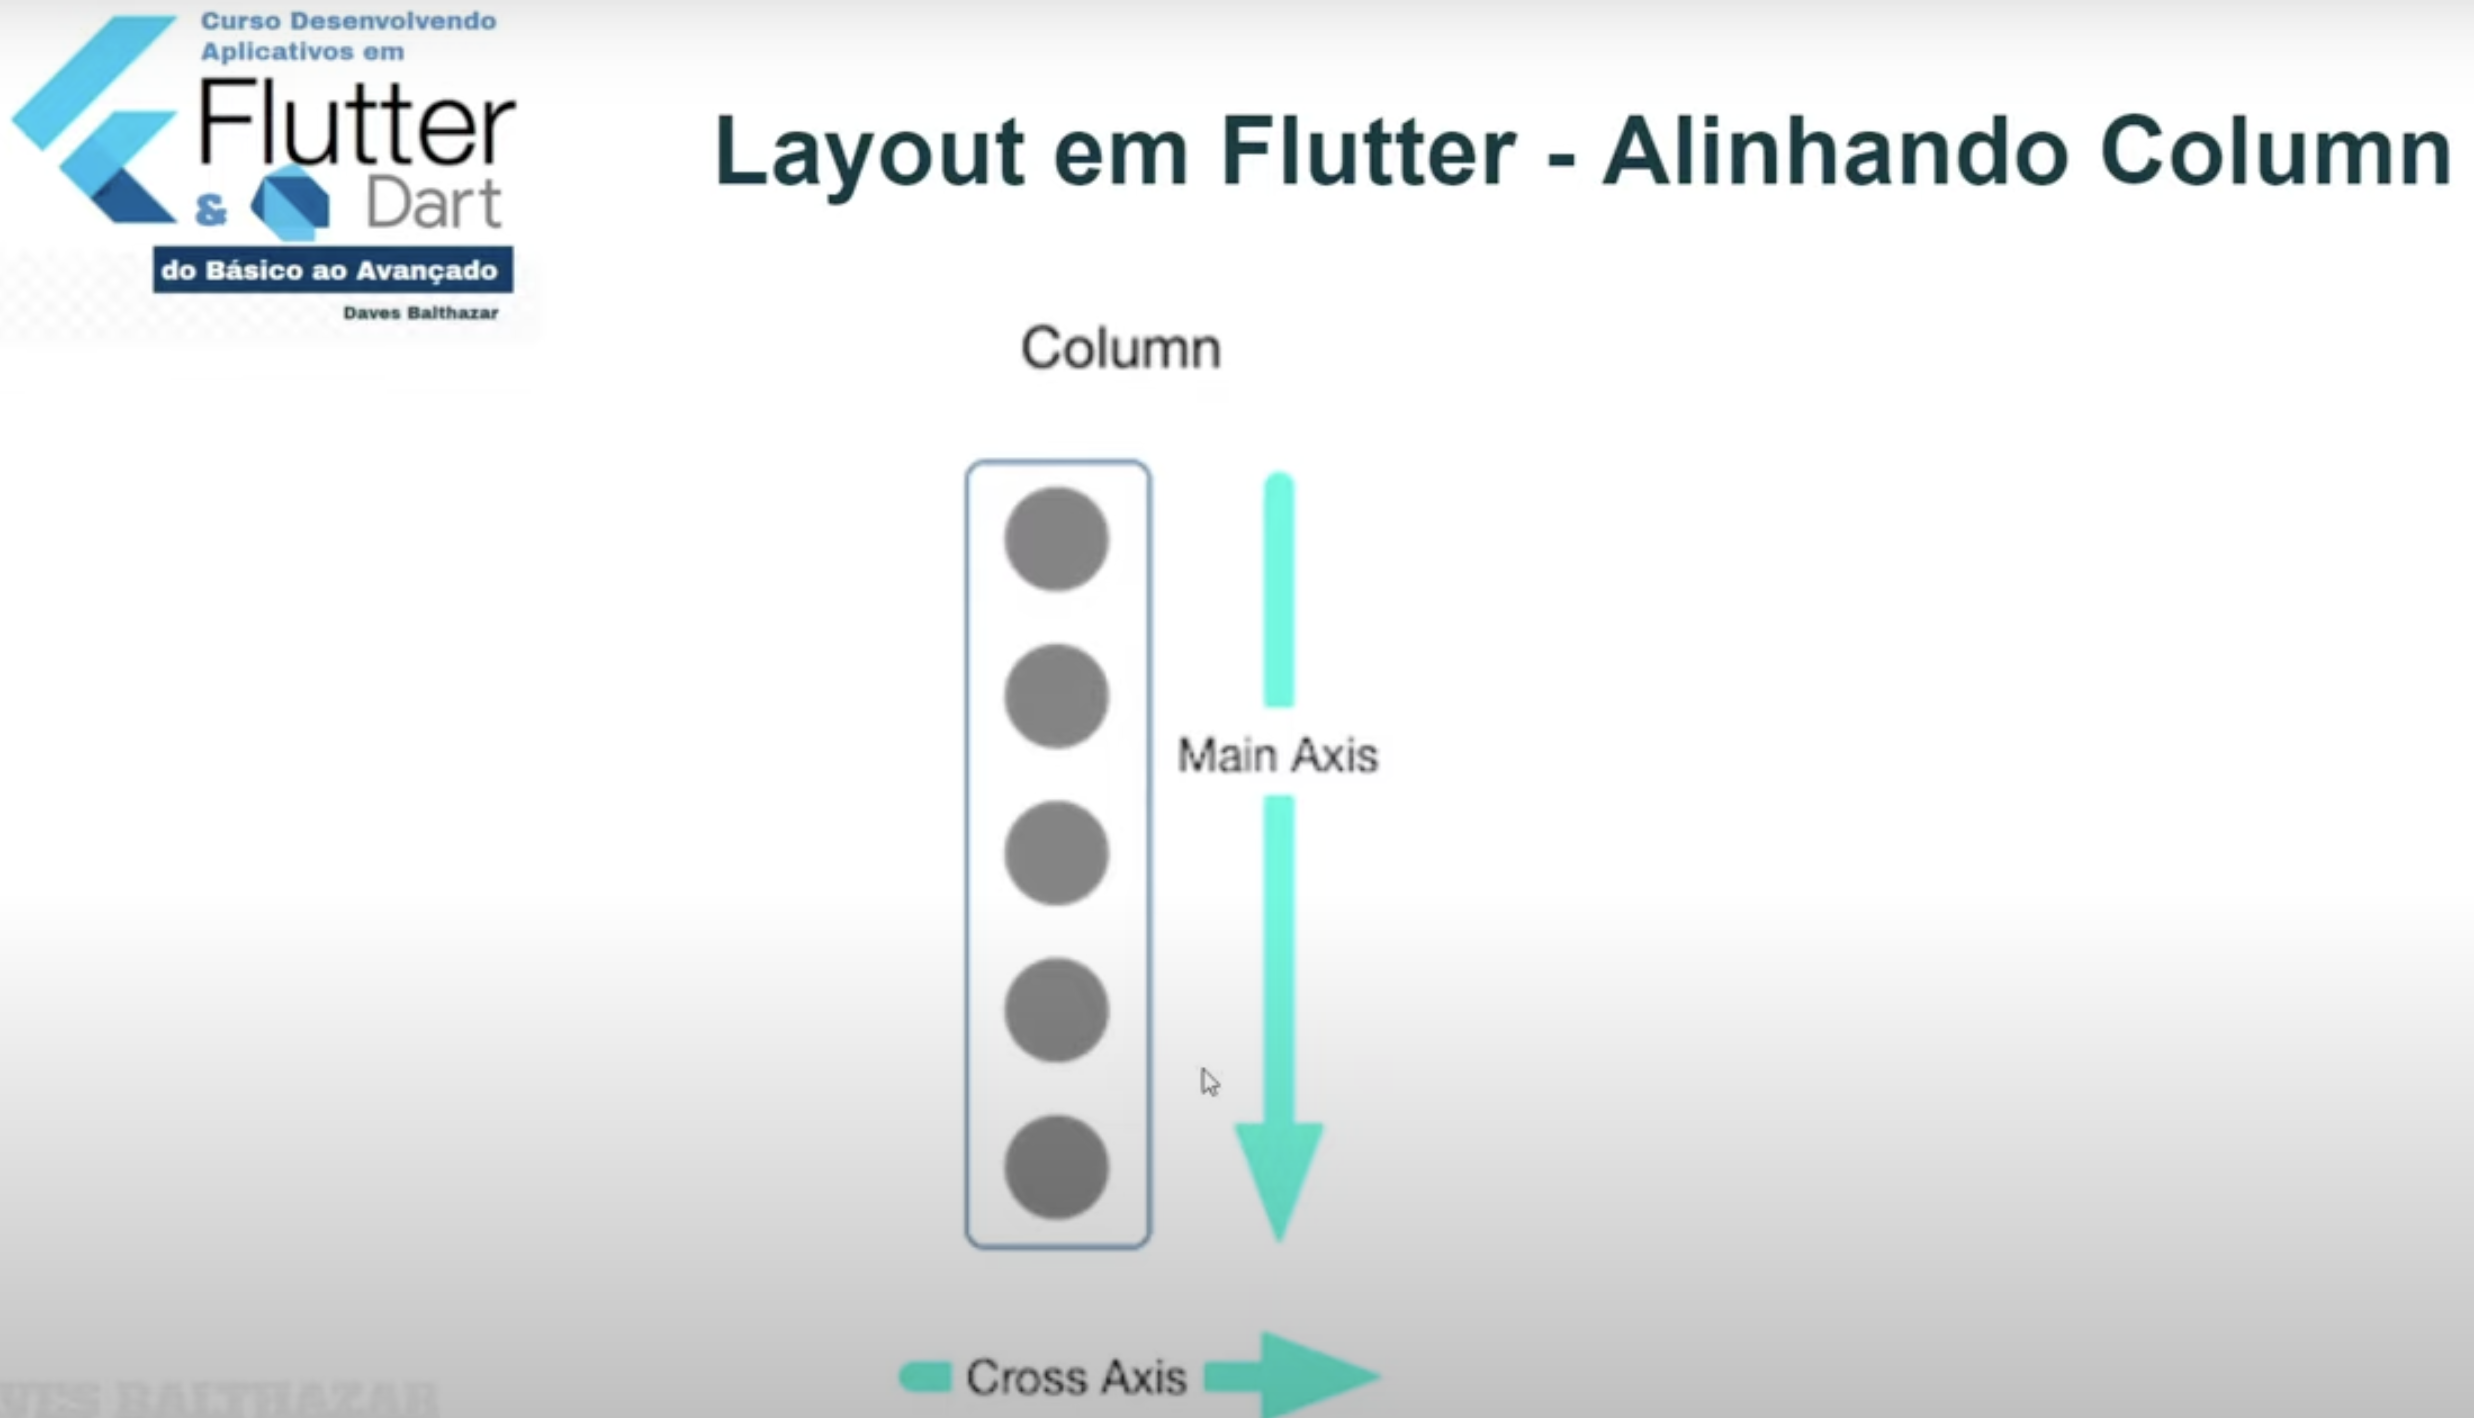 Curso Desenvolvendo
Aplicativos em
Flutter
& Dart
do Básico ao Avançado
Daves Balthazar
Layout em Flutter - Alinhando Column
Column
Main Axis
Cross Axis
BALTHAZAR